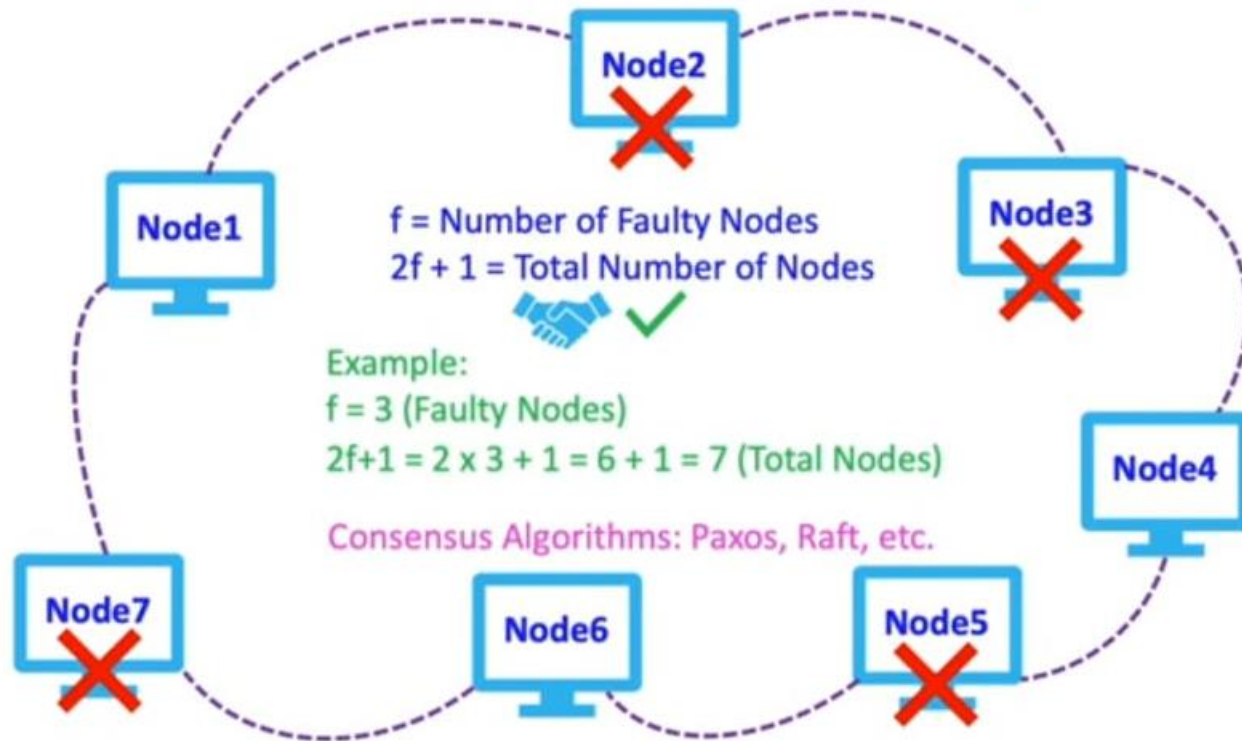 Node2
Node1
Node3
f = Number of Faulty Nodes
2f + 1 = Total Number of Nodes
Example:
f = 3 (Faulty Nodes)
2f+1 = 2 x 3 + 1 = 6 + 1 = 7 (Total Nodes)
Node4
Consensus Algorithms: Paxos, Raft, etc.
Node7
Node6
Node5